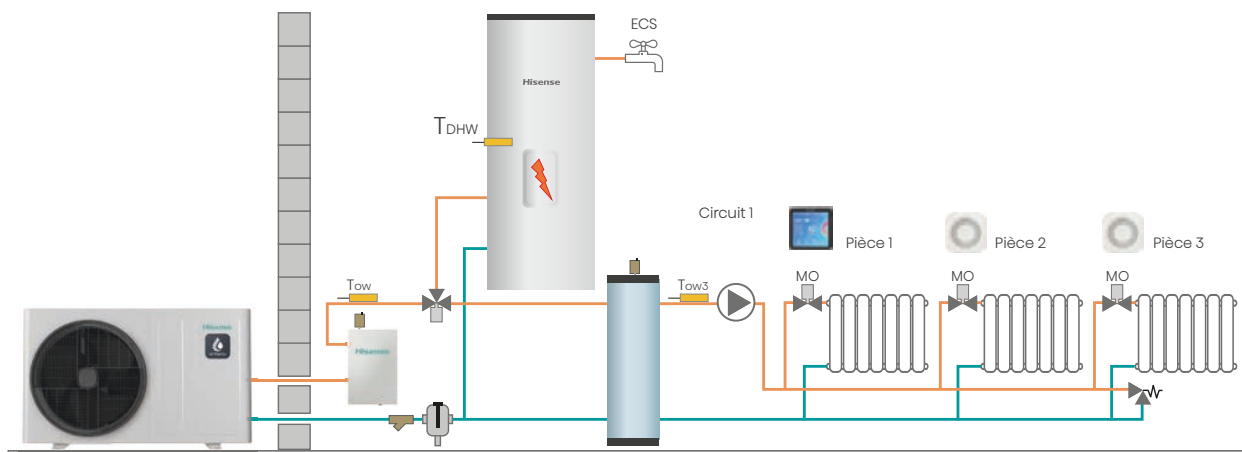 ECS
Hisense
TDHW
Circuit 1
Pièce 1
Pièce 2
Pièce 3
Tow
Tow3
MO
MO
MO
Hisense
Hisense